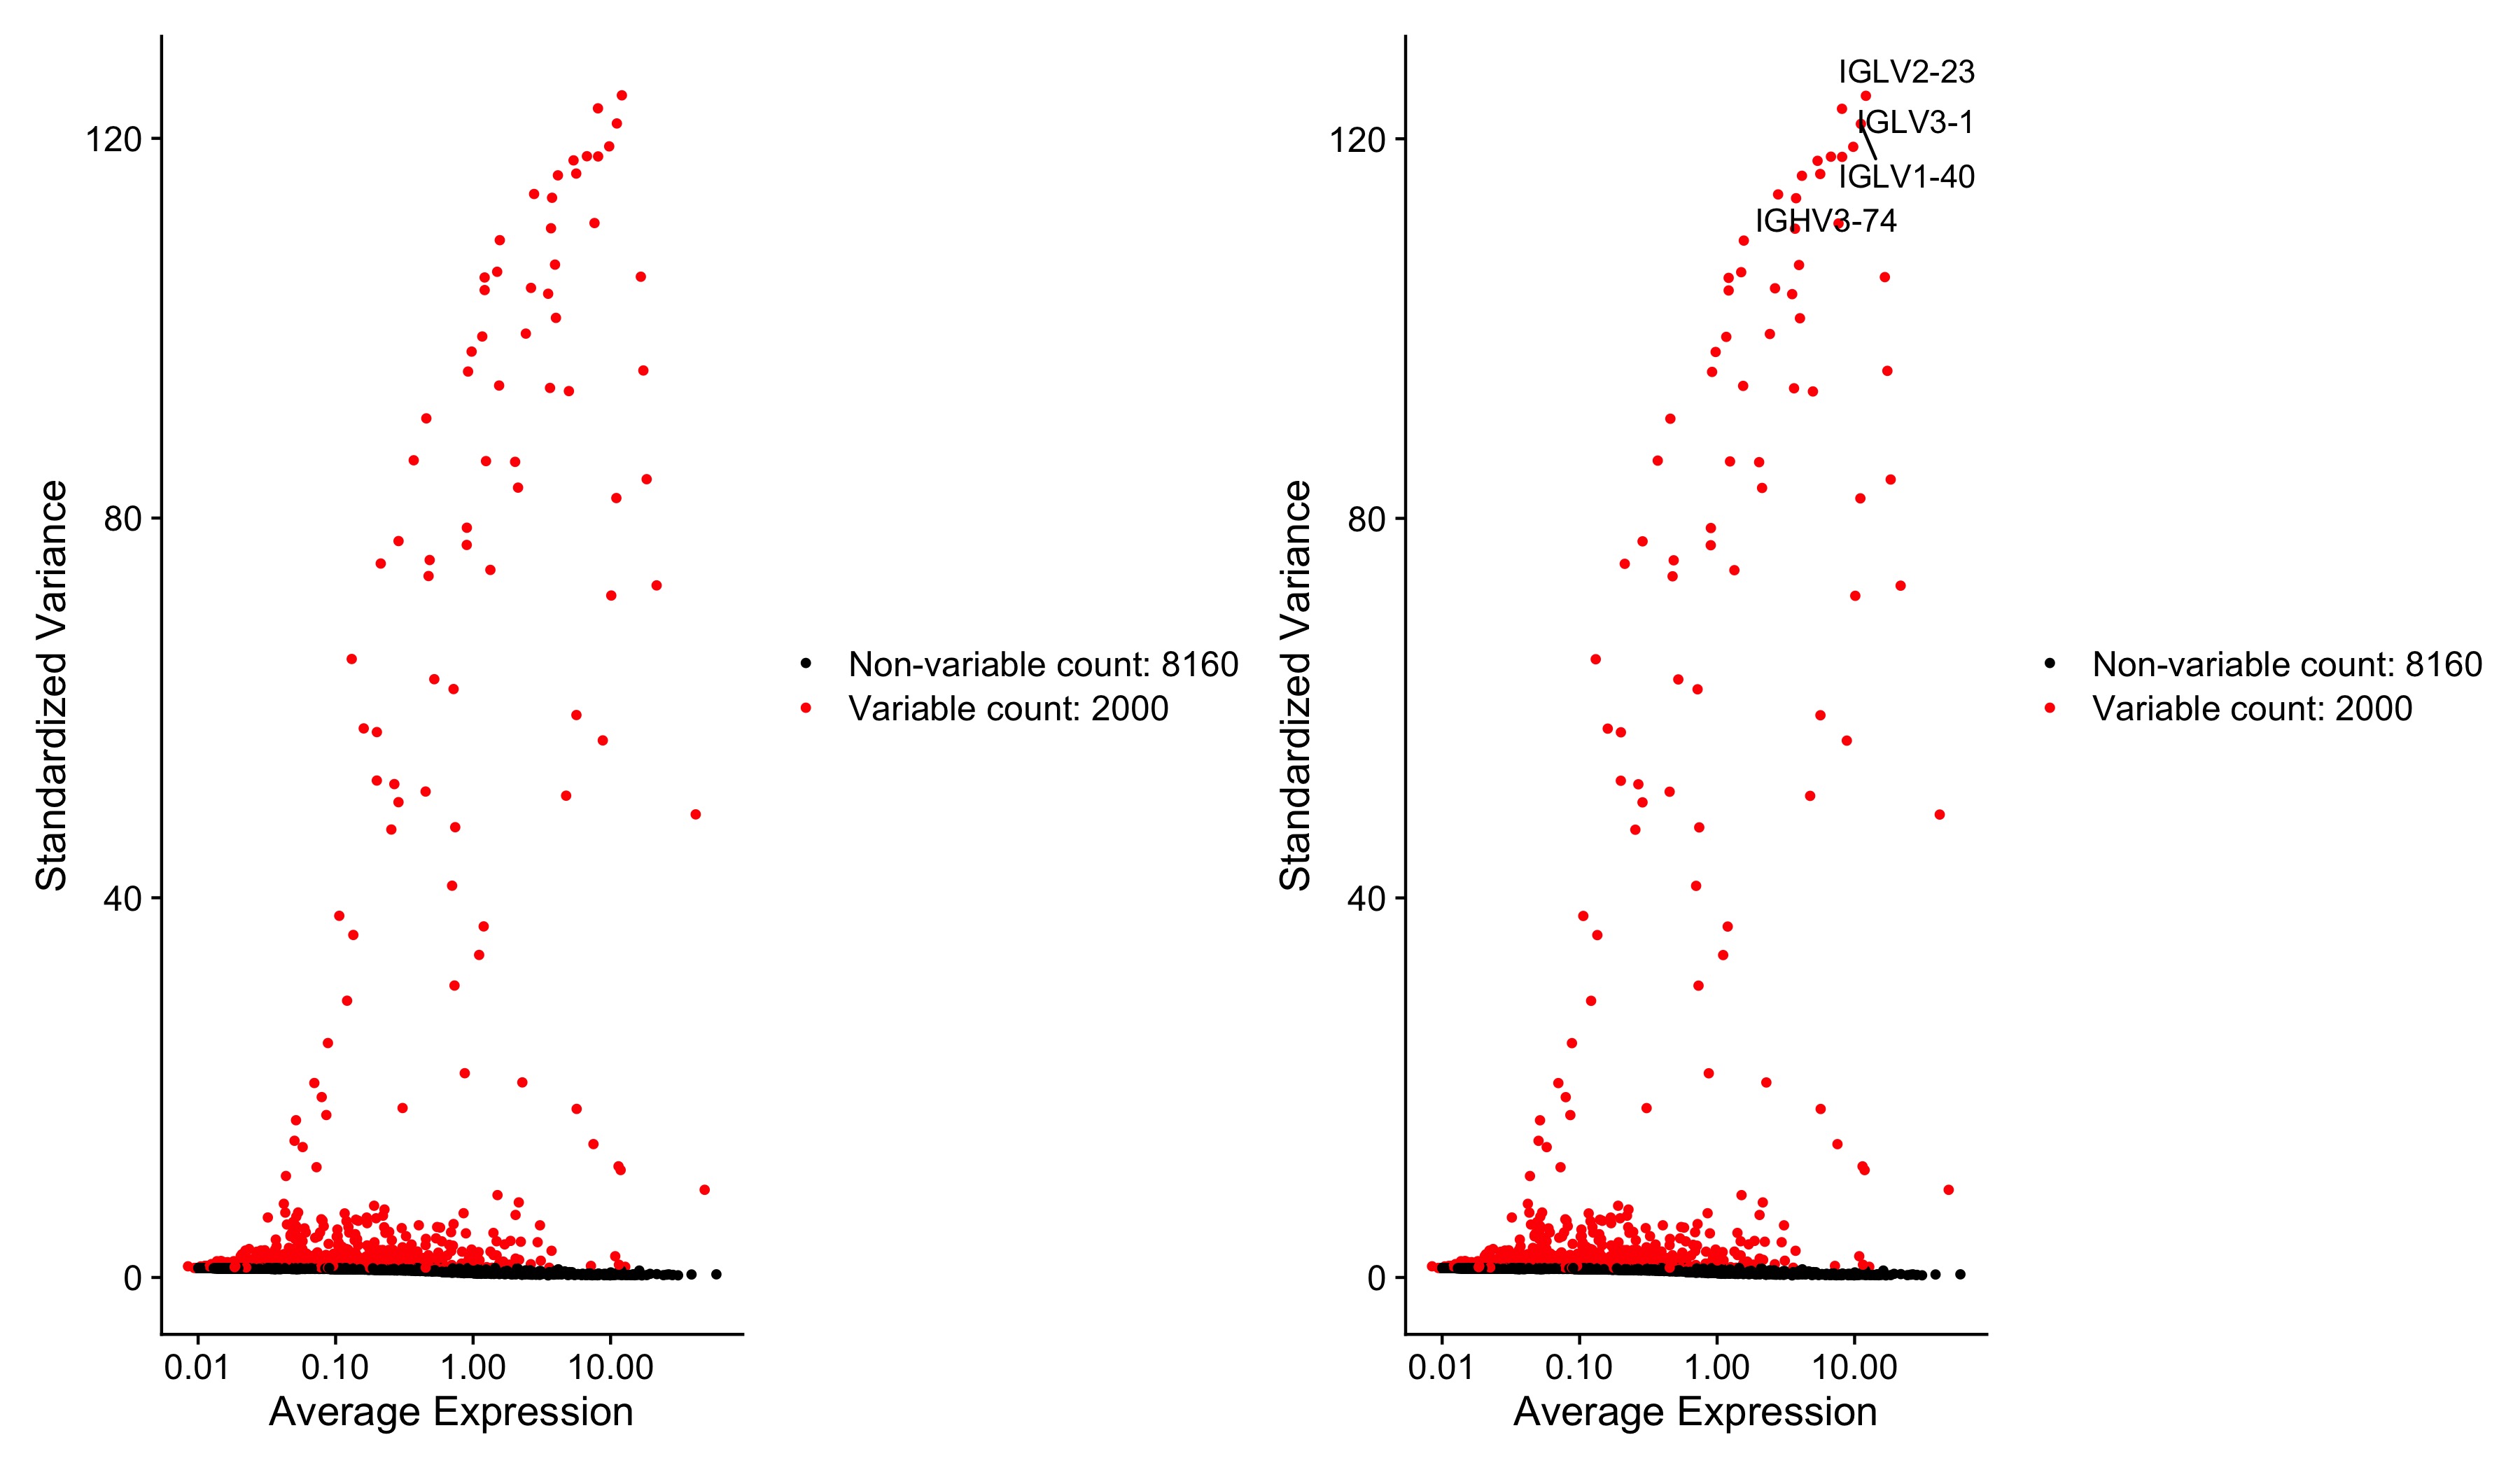 120
80
40
0
Standardized Variance
0.01 0.10 1.00 10.00
Average Expression
Non-variable count: 8160
Variable count: 2000
120
80
40
0
Standardized Variance
IGLV2-23
IGLV3-1
IGLV1-40
IGHV3-74
0.01 0.10 1.00 10.00
Average Expression
Non-variable count: 8160
Variable count: 2000